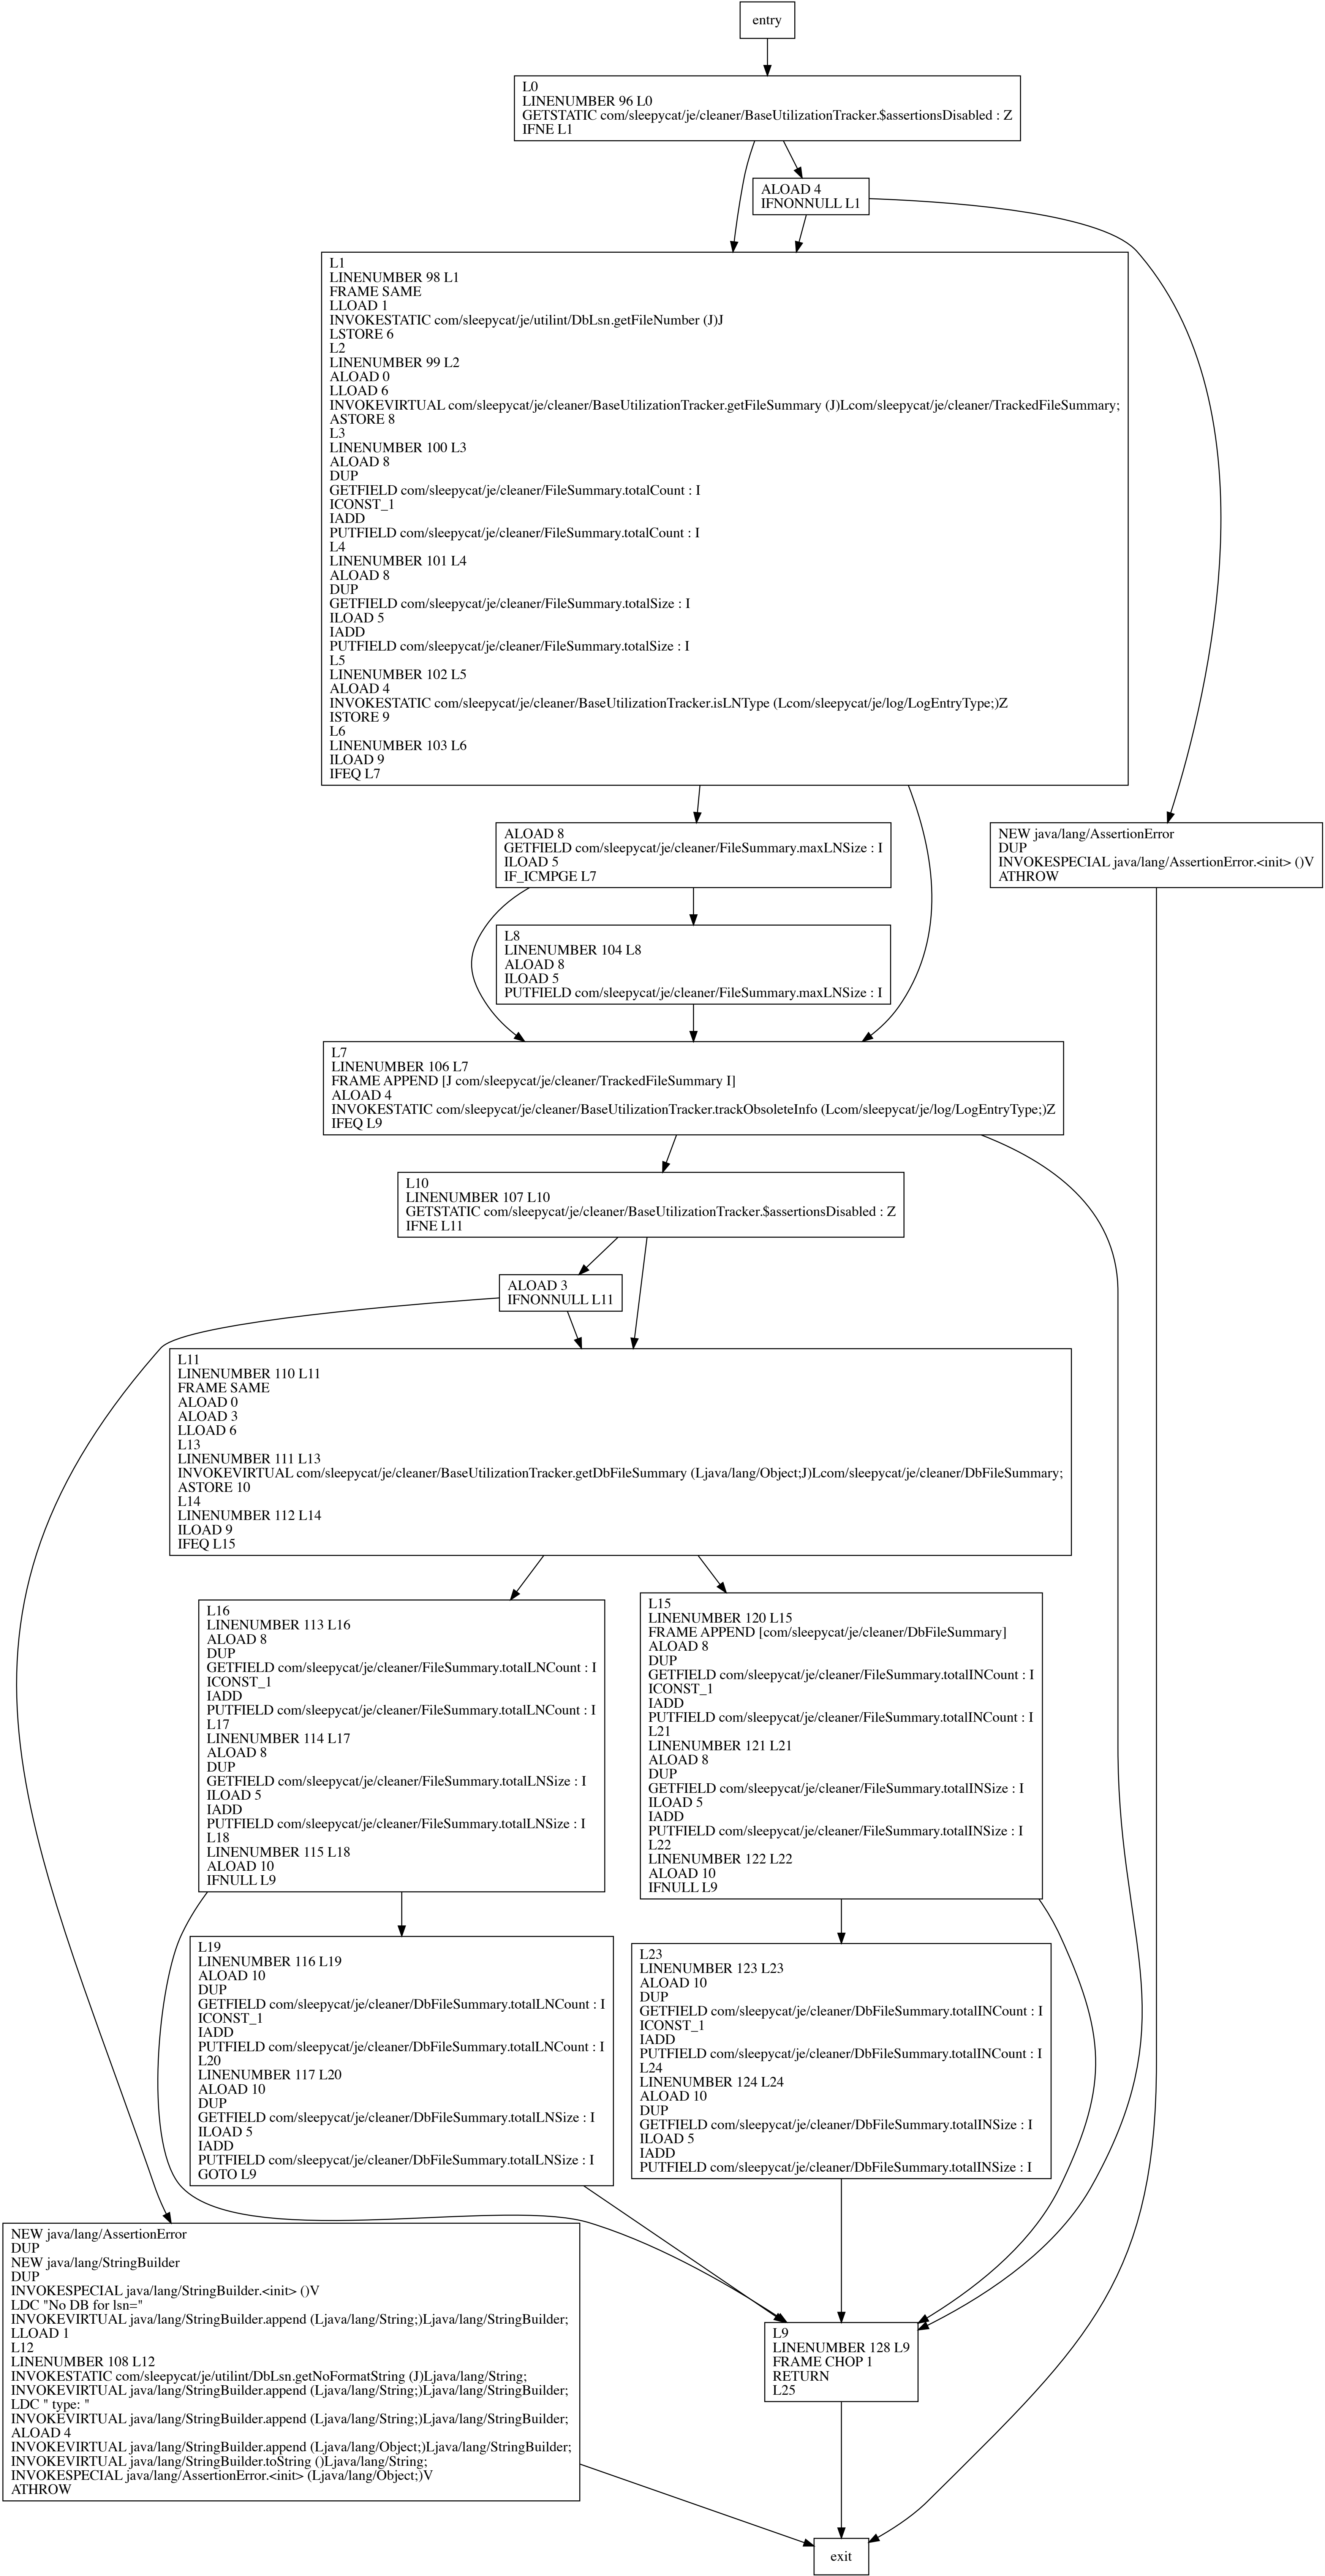 entry
L0
LINENUMBER 96 L0
GETSTATIC com/sleepycat/je/cleaner/BaseUtilizationTracker.$assertionsDisabled : Z
IFNE L1
ALOAD 4
IFNONNULL L1
L1
LINENUMBER 98 L1
FRAME SAME
LLOAD 1
INVOKESTATIC com/sleepycat/je/utilint/DbLsn.getFileNumber (J)J
LSTORE 6
L2
LINENUMBER 99 L2
ALOAD 0
LLOAD 6
INVOKEVIRTUAL com/sleepycat/je/cleaner/BaseUtilizationTracker.getFileSummary (J)Lcom/sleepycat/je/cleaner/TrackedFileSummary;
ASTORE 8
L3
LINENUMBER 100 L3
ALOAD 8
DUP
GETFIELD com/sleepycat/je/cleaner/FileSummary.totalCount : I
ICONST_1
IADD
PUTFIELD com/sleepycat/je/cleaner/FileSummary.totalCount : I
L4
LINENUMBER 101 L4
ALOAD 8
DUP
GETFIELD com/sleepycat/je/cleaner/FileSummary.totalSize : I
ILOAD 5
IADD
PUTFIELD com/sleepycat/je/cleaner/FileSummary.totalSize : I
L5
LINENUMBER 102 L5
ALOAD 4
INVOKESTATIC com/sleepycat/je/cleaner/BaseUtilizationTracker.isLNType (Lcom/sleepycat/je/log/LogEntryType;)Z
ISTORE 9
L6
LINENUMBER 103 L6
ILOAD 9
IFEQ L7
ALOAD 8
GETFIELD com/sleepycat/je/cleaner/FileSummary.maxLNSize : I
ILOAD 5
IF_ICMPGE L7
NEW java/lang/AssertionError
DUP
INVOKESPECIAL java/lang/AssertionError.<init> ()V
ATHROW
L8
LINENUMBER 104 L8
ALOAD 8
ILOAD 5
PUTFIELD com/sleepycat/je/cleaner/FileSummary.maxLNSize : I
L7
LINENUMBER 106 L7
FRAME APPEND [J com/sleepycat/je/cleaner/TrackedFileSummary I]
ALOAD 4
INVOKESTATIC com/sleepycat/je/cleaner/BaseUtilizationTracker.trackObsoleteInfo (Lcom/sleepycat/je/log/LogEntryType;)Z
IFEQ L9
L10
LINENUMBER 107 L10
GETSTATIC com/sleepycat/je/cleaner/BaseUtilizationTracker.$assertionsDisabled : Z
IFNE L11
ALOAD 3
IFNONNULL L11
L11
LINENUMBER 110 L11
FRAME SAME
ALOAD 0
ALOAD 3
LLOAD 6
L13
LINENUMBER 111 L13
INVOKEVIRTUAL com/sleepycat/je/cleaner/BaseUtilizationTracker.getDbFileSummary (Ljava/lang/Object;J)Lcom/sleepycat/je/cleaner/DbFileSummary;
ASTORE 10
L14
LINENUMBER 112 L14
ILOAD 9
IFEQ L15
L16
LINENUMBER 113 L16
ALOAD 8
DUP
GETFIELD com/sleepycat/je/cleaner/FileSummary.totalLNCount : I
ICONST_1
IADD
PUTFIELD com/sleepycat/je/cleaner/FileSummary.totalLNCount : I
L17
LINENUMBER 114 L17
ALOAD 8
DUP
GETFIELD com/sleepycat/je/cleaner/FileSummary.totalLNSize : I
ILOAD 5
IADD
PUTFIELD com/sleepycat/je/cleaner/FileSummary.totalLNSize : I
L18
LINENUMBER 115 L18
ALOAD 10
IFNULL L9
L15
LINENUMBER 120 L15
FRAME APPEND [com/sleepycat/je/cleaner/DbFileSummary]
ALOAD 8
DUP
GETFIELD com/sleepycat/je/cleaner/FileSummary.totalINCount : I
ICONST_1
IADD
PUTFIELD com/sleepycat/je/cleaner/FileSummary.totalINCount : I
L21
LINENUMBER 121 L21
ALOAD 8
DUP
GETFIELD com/sleepycat/je/cleaner/FileSummary.totalINSize : I
ILOAD 5
IADD
PUTFIELD com/sleepycat/je/cleaner/FileSummary.totalINSize : I
L22
LINENUMBER 122 L22
ALOAD 10
IFNULL L9
L19
LINENUMBER 116 L19
ALOAD 10
DUP
GETFIELD com/sleepycat/je/cleaner/DbFileSummary.totalLNCount : I
ICONST_1
IADD
PUTFIELD com/sleepycat/je/cleaner/DbFileSummary.totalLNCount : I
L20
LINENUMBER 117 L20
ALOAD 10
DUP
GETFIELD com/sleepycat/je/cleaner/DbFileSummary.totalLNSize : I
ILOAD 5
IADD
PUTFIELD com/sleepycat/je/cleaner/DbFileSummary.totalLNSize : I
GOTO L9
L23
LINENUMBER 123 L23
ALOAD 10
DUP
GETFIELD com/sleepycat/je/cleaner/DbFileSummary.totalINCount : I
ICONST_1
IADD
PUTFIELD com/sleepycat/je/cleaner/DbFileSummary.totalINCount : I
L24
LINENUMBER 124 L24
ALOAD 10
DUP
GETFIELD com/sleepycat/je/cleaner/DbFileSummary.totalINSize : I
ILOAD 5
IADD
PUTFIELD com/sleepycat/je/cleaner/DbFileSummary.totalINSize : I
NEW java/lang/AssertionError
DUP
NEW java/lang/StringBuilder
DUP
INVOKESPECIAL java/lang/StringBuilder.<init> ()V
LDC "No DB for lsn="
INVOKEVIRTUAL java/lang/StringBuilder.append (Ljava/lang/String;)Ljava/lang/StringBuilder;
LLOAD 1
L12
LINENUMBER 108 L12
INVOKESTATIC com/sleepycat/je/utilint/DbLsn.getNoFormatString (J)Ljava/lang/String;
INVOKEVIRTUAL java/lang/StringBuilder.append (Ljava/lang/String;)Ljava/lang/StringBuilder;
LDC " type: "
INVOKEVIRTUAL java/lang/StringBuilder.append (Ljava/lang/String;)Ljava/lang/StringBuilder;
ALOAD 4
INVOKEVIRTUAL java/lang/StringBuilder.append (Ljava/lang/Object;)Ljava/lang/StringBuilder;
INVOKEVIRTUAL java/lang/StringBuilder.toString ()Ljava/lang/String;
INVOKESPECIAL java/lang/AssertionError.<init> (Ljava/lang/Object;)V
ATHROW
L9
LINENUMBER 128 L9
FRAME CHOP 1
RETURN
L25
exit